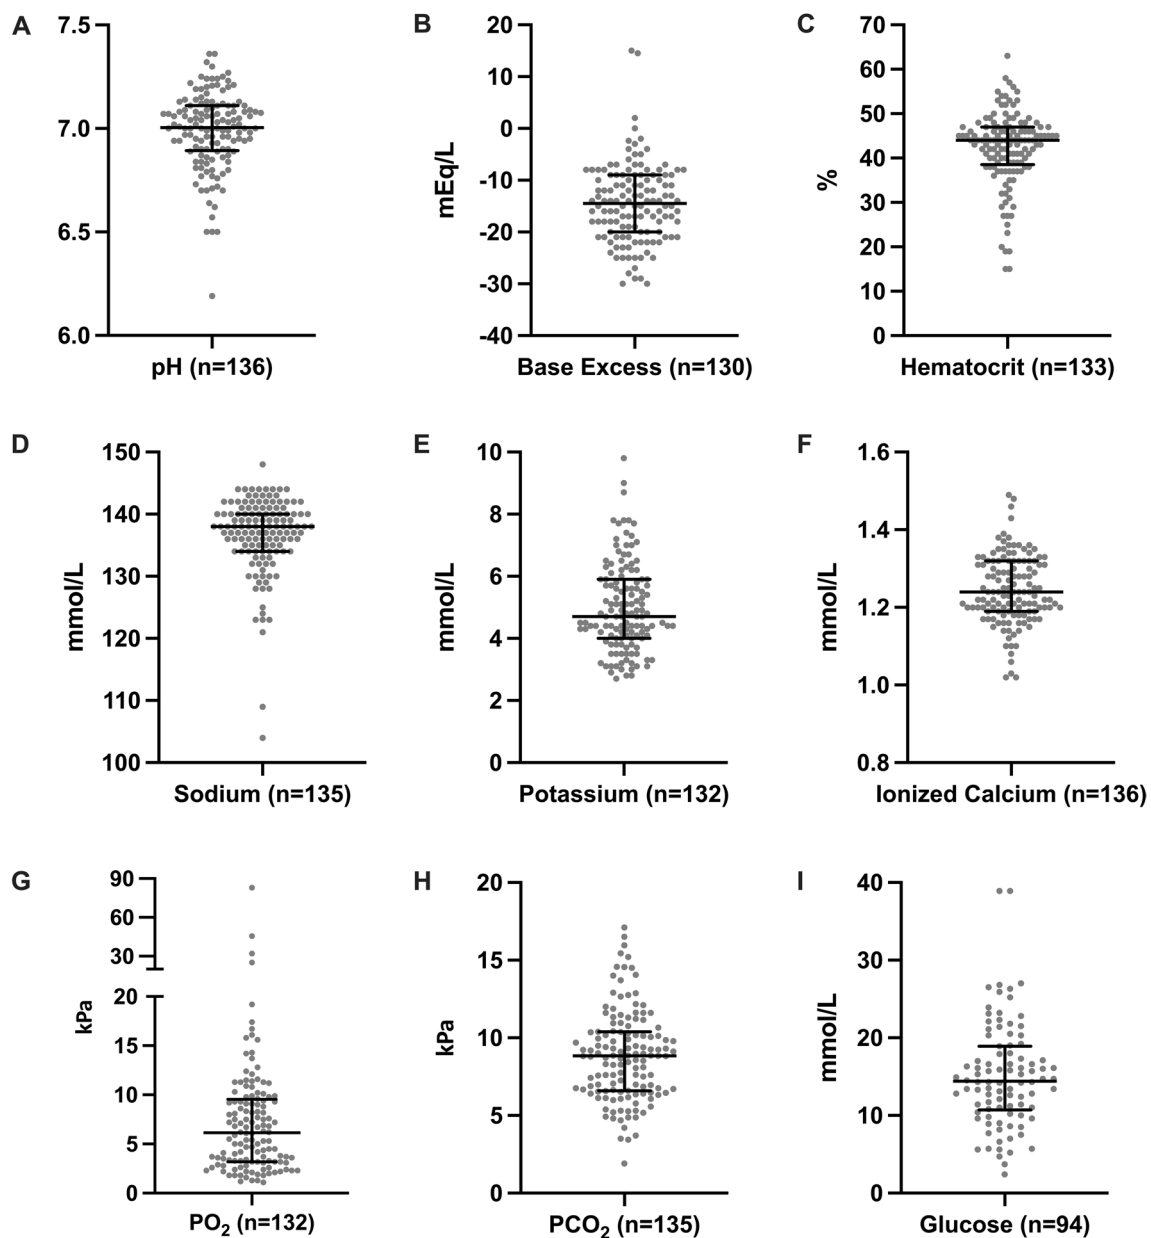 A
7.5
7.0
6.5
6.0
pH (n=136)
B
mEq/L
20
10
0
-10
-20
-30
-40
Base Excess (n=130)
C
%
70
60
50
40
30
20
10
0
Hematocrit (n=133)
D
mmol/L
150
140
130
120
110
100
Sodium (n=135)
E
mmol/L
10
8
6
4
2
0
Potassium (n=132)
F
mmol/L
1.6
1.4
1.2
1.0
0.8
Ionized Calcium (n=136)
G
kPa
90
60
30
20
15
10
5
0
PO₂ (n=132)
H
kPa
20
15
10
5
0
PCO₂ (n=135)
I
mmol/L
40
30
20
10
0
Glucose (n=94)